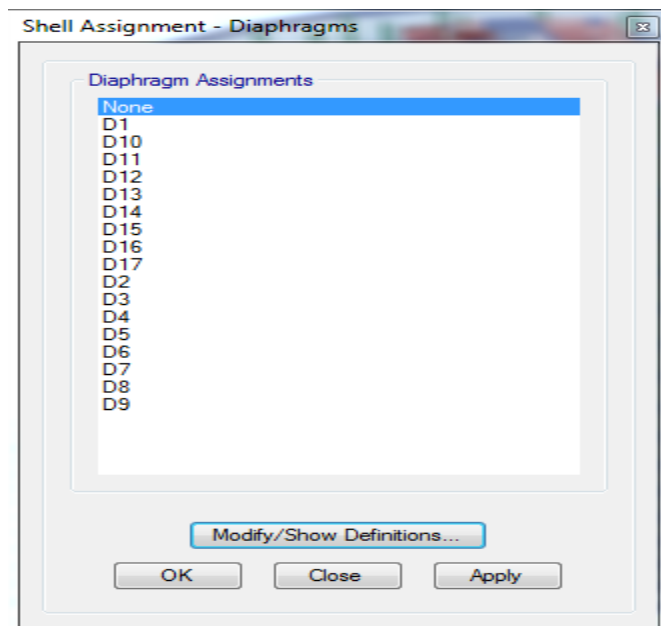 Shell Assignment - Diaphragms
Diaphragm Assignments
None
D1
D10
D11
D12
D13
D14
D15
D16
D17
D2
D3
D4
D5
D6
D7
D8
D9
Modify/Show Definitions...
OK Close Apply